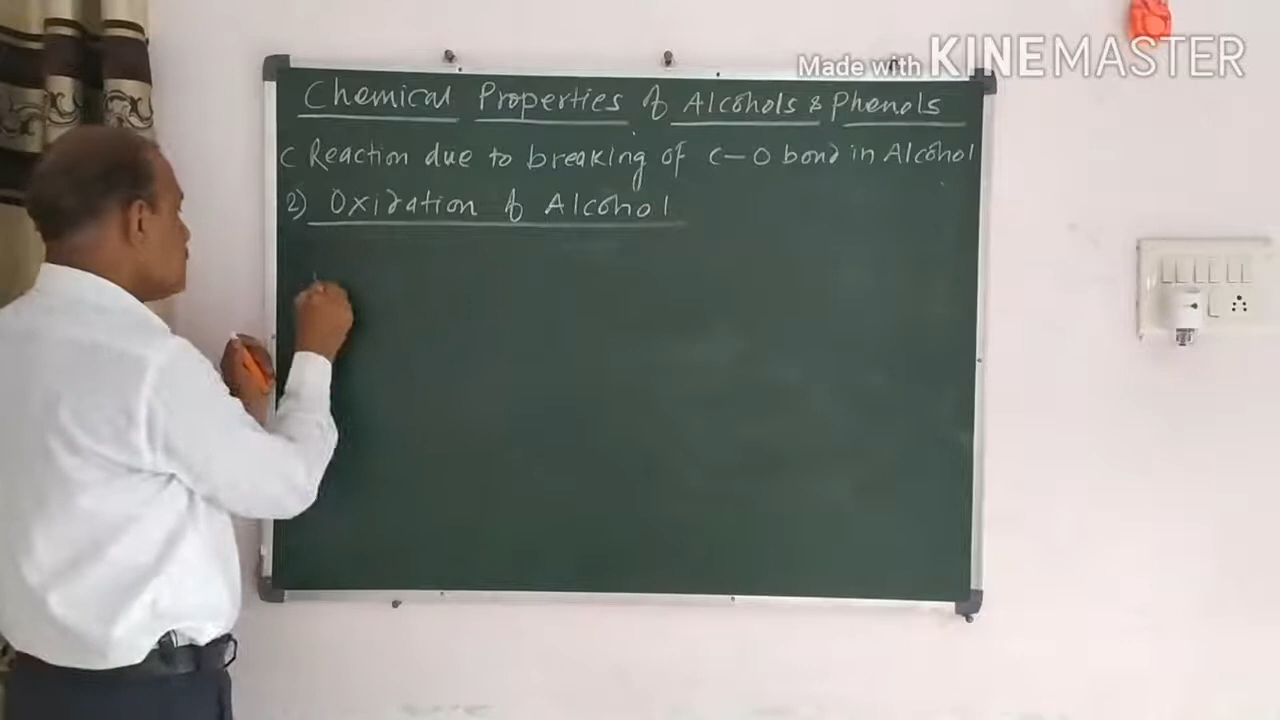 Made with KINEMASTER
Chemical Properties of Alcohols & Phenols
C Reaction due to breaking of C-O bond in Alcohol
2) Oxidation of Alcohol